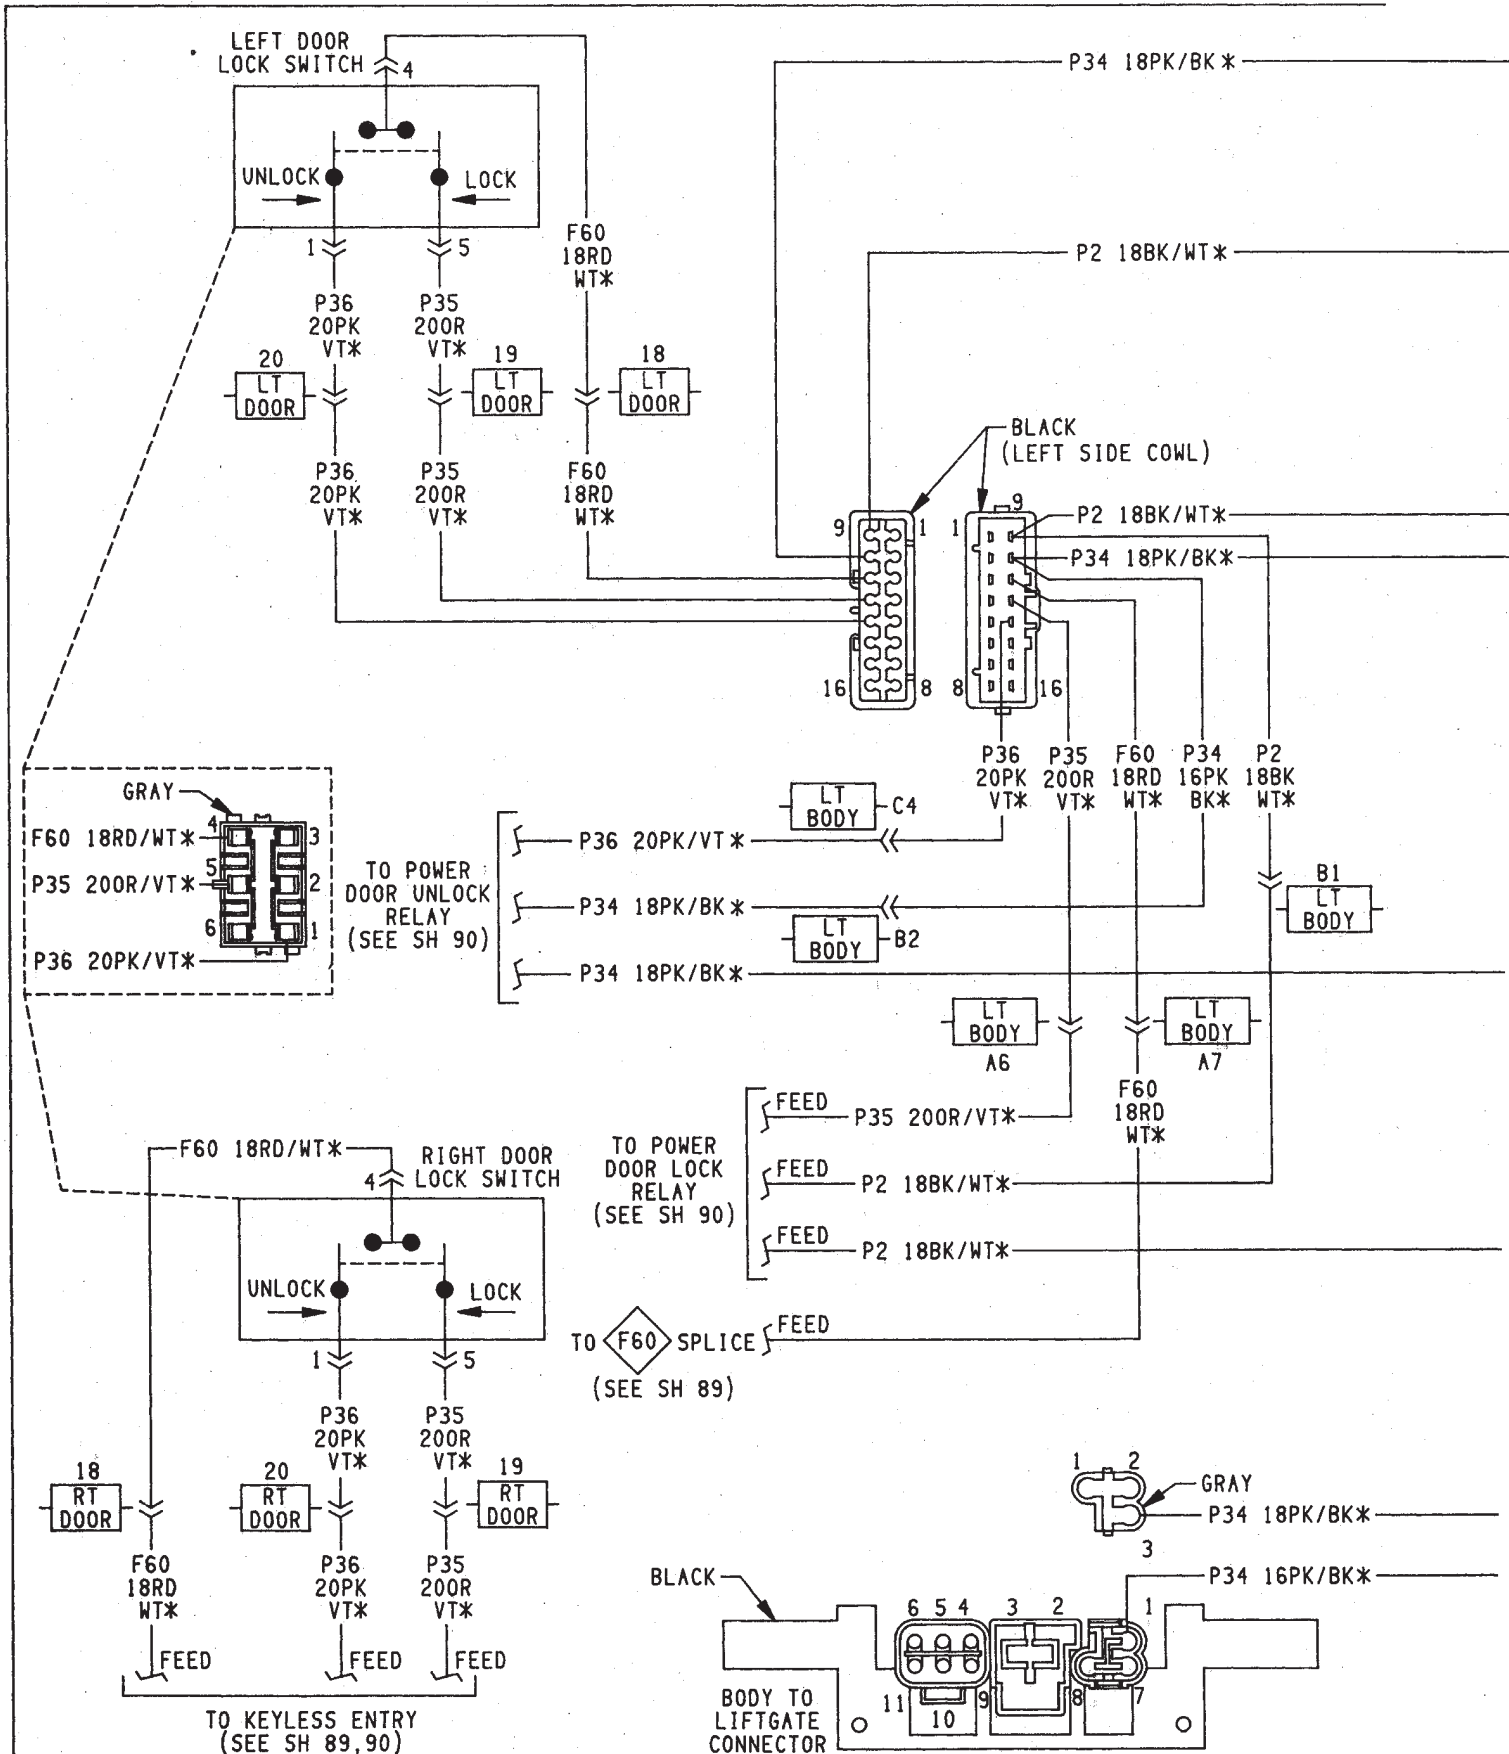 LEFT DOOR
LOCK SWITCH
4
P34 18PK/BK*
UNLOCK
LOCK
1
5
F60
18RD
WT*
P2 18BK/WT*
P36
20PK
VT*
P35
20OR
VT*
20
LT
DOOR
19
LT
DOOR
18
LT
DOOR
BLACK
(LEFT SIDE COWL)
P36
20PK
VT*
P35
20OR
VT*
F60
18RD
WT*
9
1
1
9
P2 18BK/WT*
P34 18PK/BK*
16
8
8
16
P36
20PK
VT*
P35
20OR
VT*
F60
18RD
WT*
P34
16PK
BK*
P2
18BK
WT*
GRAY
4
3
F60 18RD/WT*
5
2
P35 20OR/VT*
6
1
P36 20PK/VT*
TO POWER
DOOR UNLOCK
RELAY
(SEE SH 90)
LT
BODY
C4
P36 20PK/VT*
P34 18PK/BK*
LT
BODY
B2
P34 18PK/BK*
B1
LT
BODY
LT
BODY
A6
LT
BODY
A7
F60
18RD
WT*
TO POWER
DOOR LOCK
RELAY
(SEE SH 90)
FEED
P35 20OR/VT*
FEED
P2 18BK/WT*
FEED
P2 18BK/WT*
TO F60 SPLICE
FEED
(SEE SH 89)
F60 18RD/WT*
RIGHT DOOR
LOCK SWITCH
4
UNLOCK
LOCK
1
5
P36
20PK
VT*
P35
20OR
VT*
18
RT
DOOR
20
RT
DOOR
19
RT
DOOR
F60
18RD
WT*
P36
20PK
VT*
P35
20OR
VT*
FEED
FEED
FEED
TO KEYLESS ENTRY
(SEE SH 89,90)
1
2
GRAY
P34 18PK/BK*
3
P34 16PK/BK*
BLACK
6 5 4 3 2 1
11 10 9 8 7
BODY TO
LIFTGATE
CONNECTOR